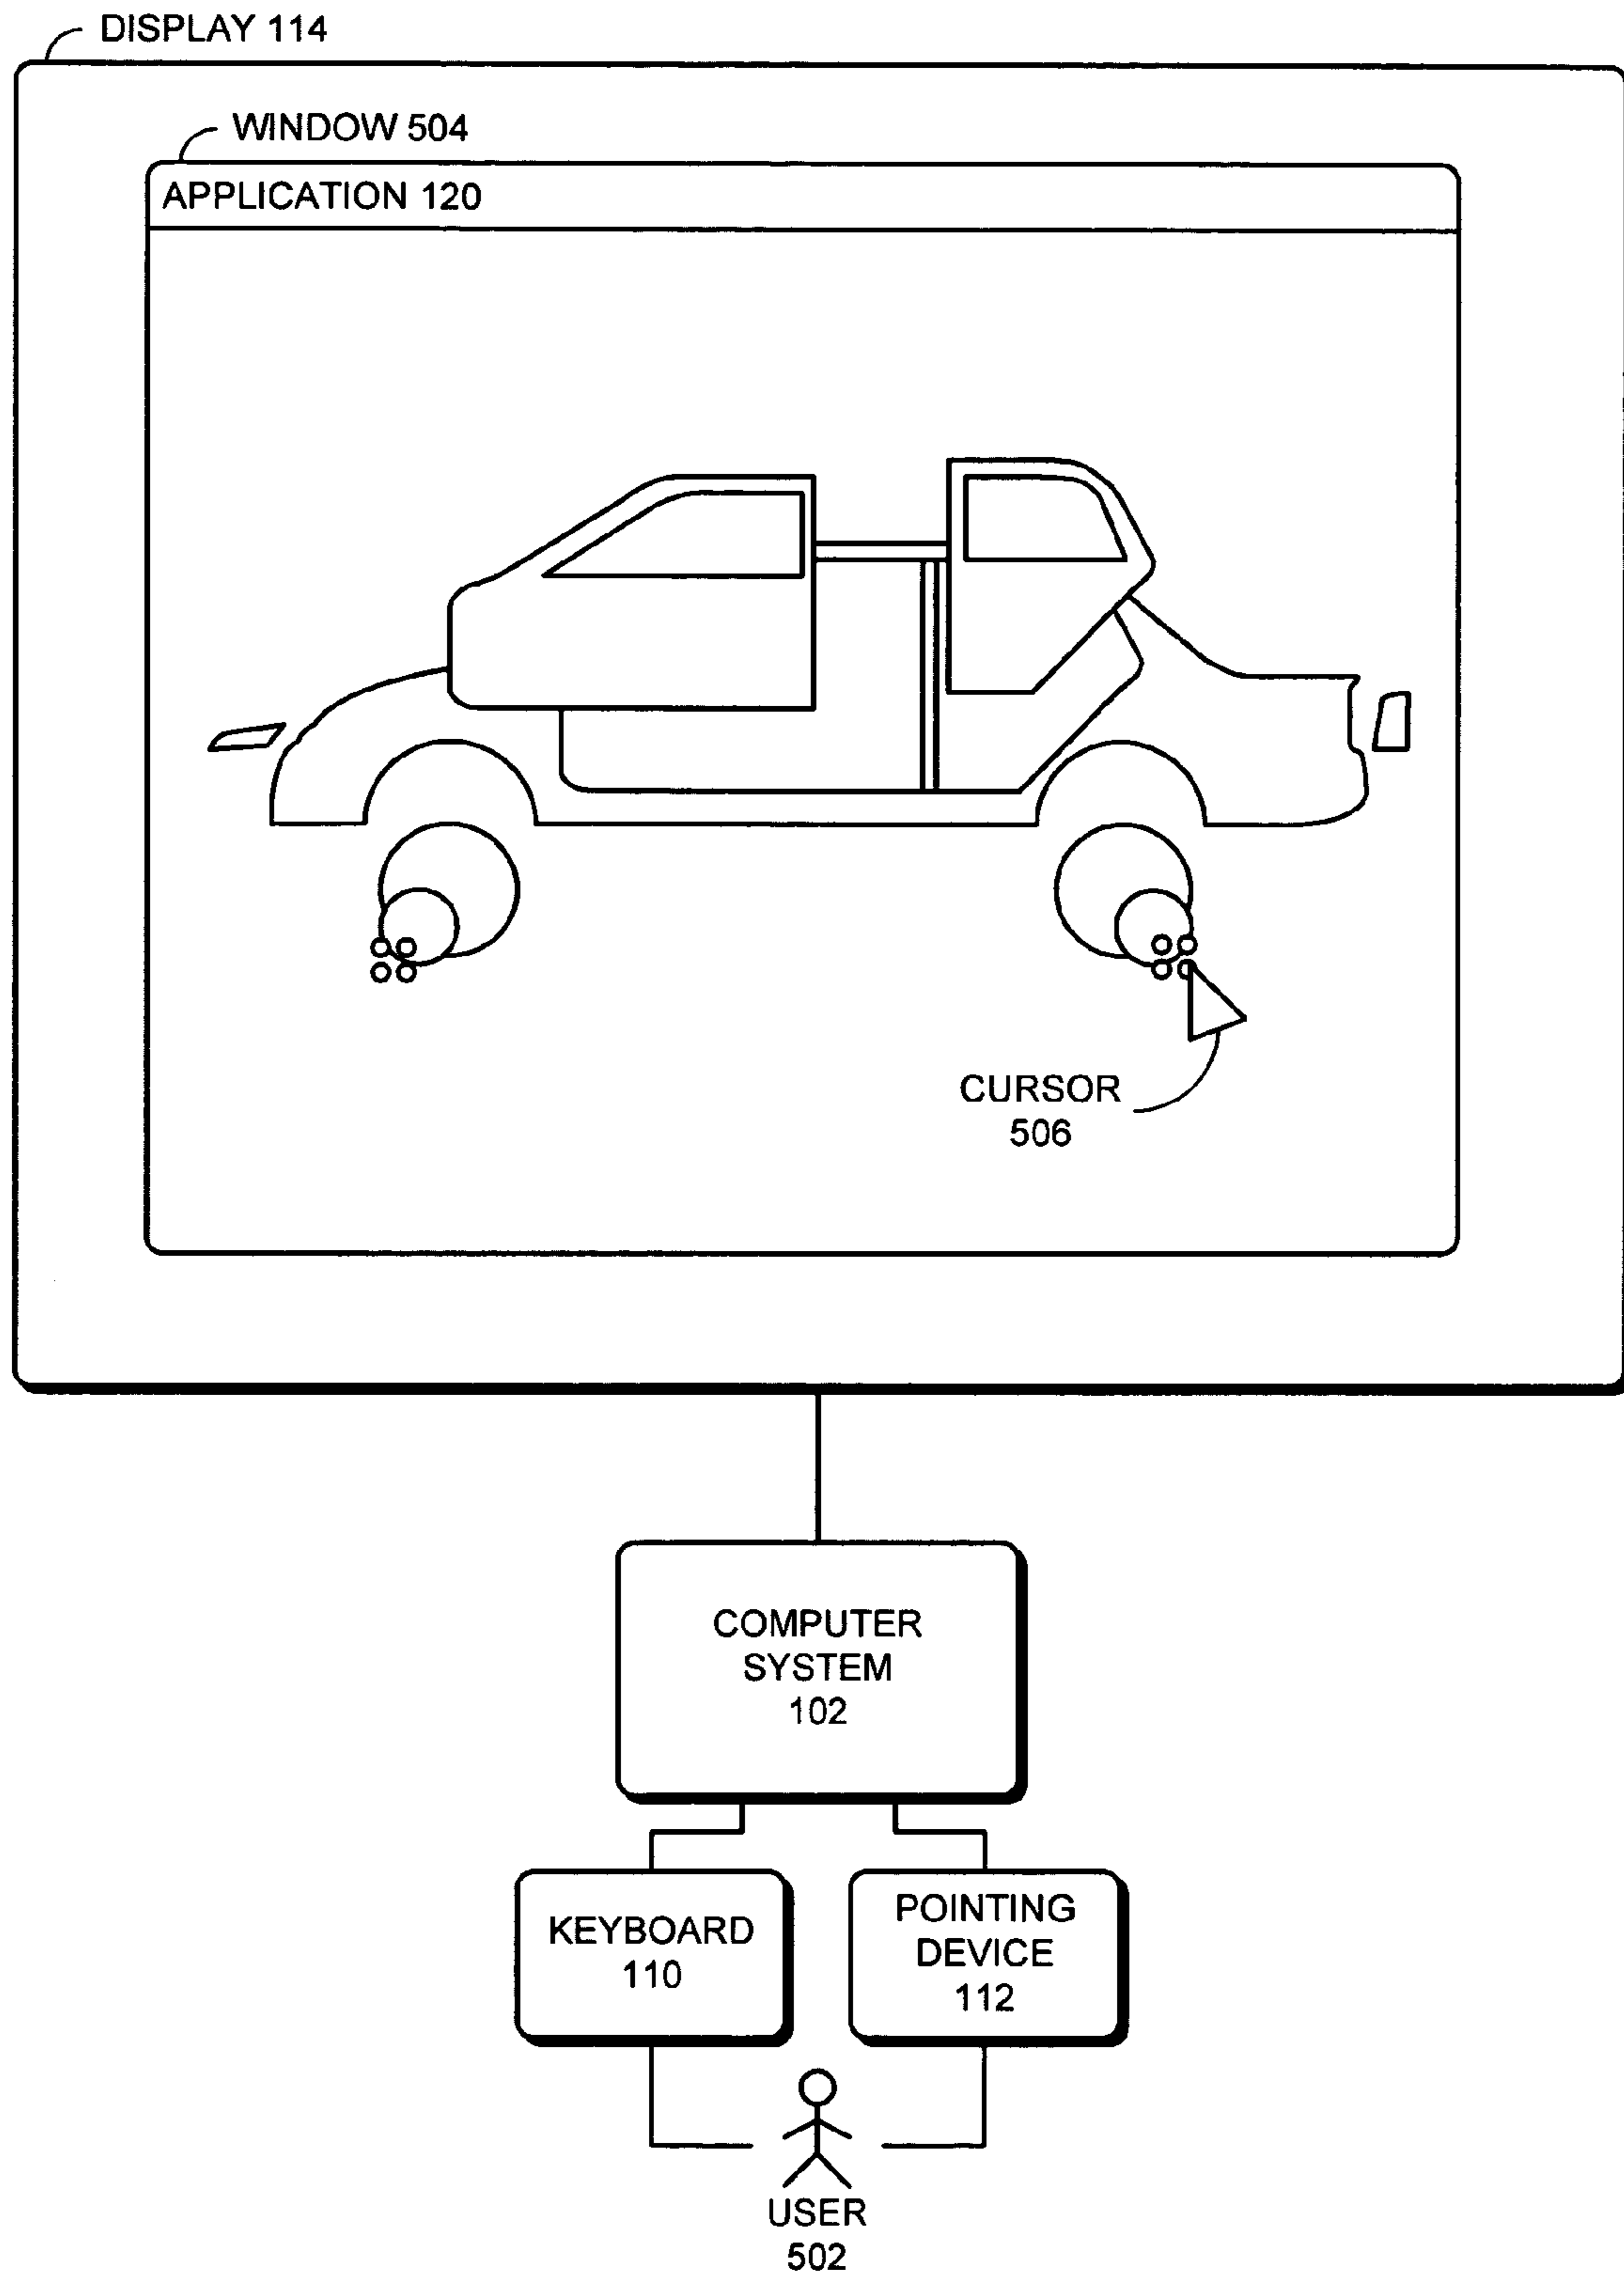 DISPLAY 114
WINDOW 504
APPLICATION 120
CURSOR
506
COMPUTER
SYSTEM
102
KEYBOARD
110
POINTING
DEVICE
112
USER
502